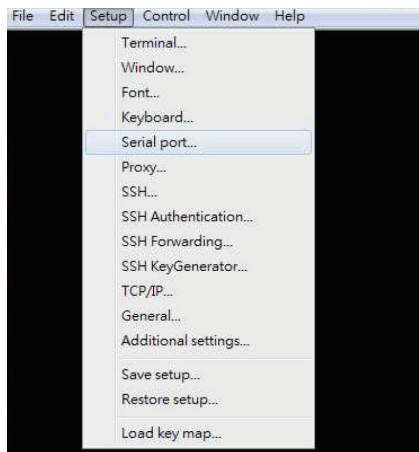 File Edit Setup Control Window Help
Terminal...
Window...
Font...
Keyboard...
Serial port...
Proxy...
SSH...
SSH Authentication...
SSH Forwarding...
SSH KeyGenerator...
TCP/IP...
General...
Additional settings...
Save setup...
Restore setup...
Load key map...